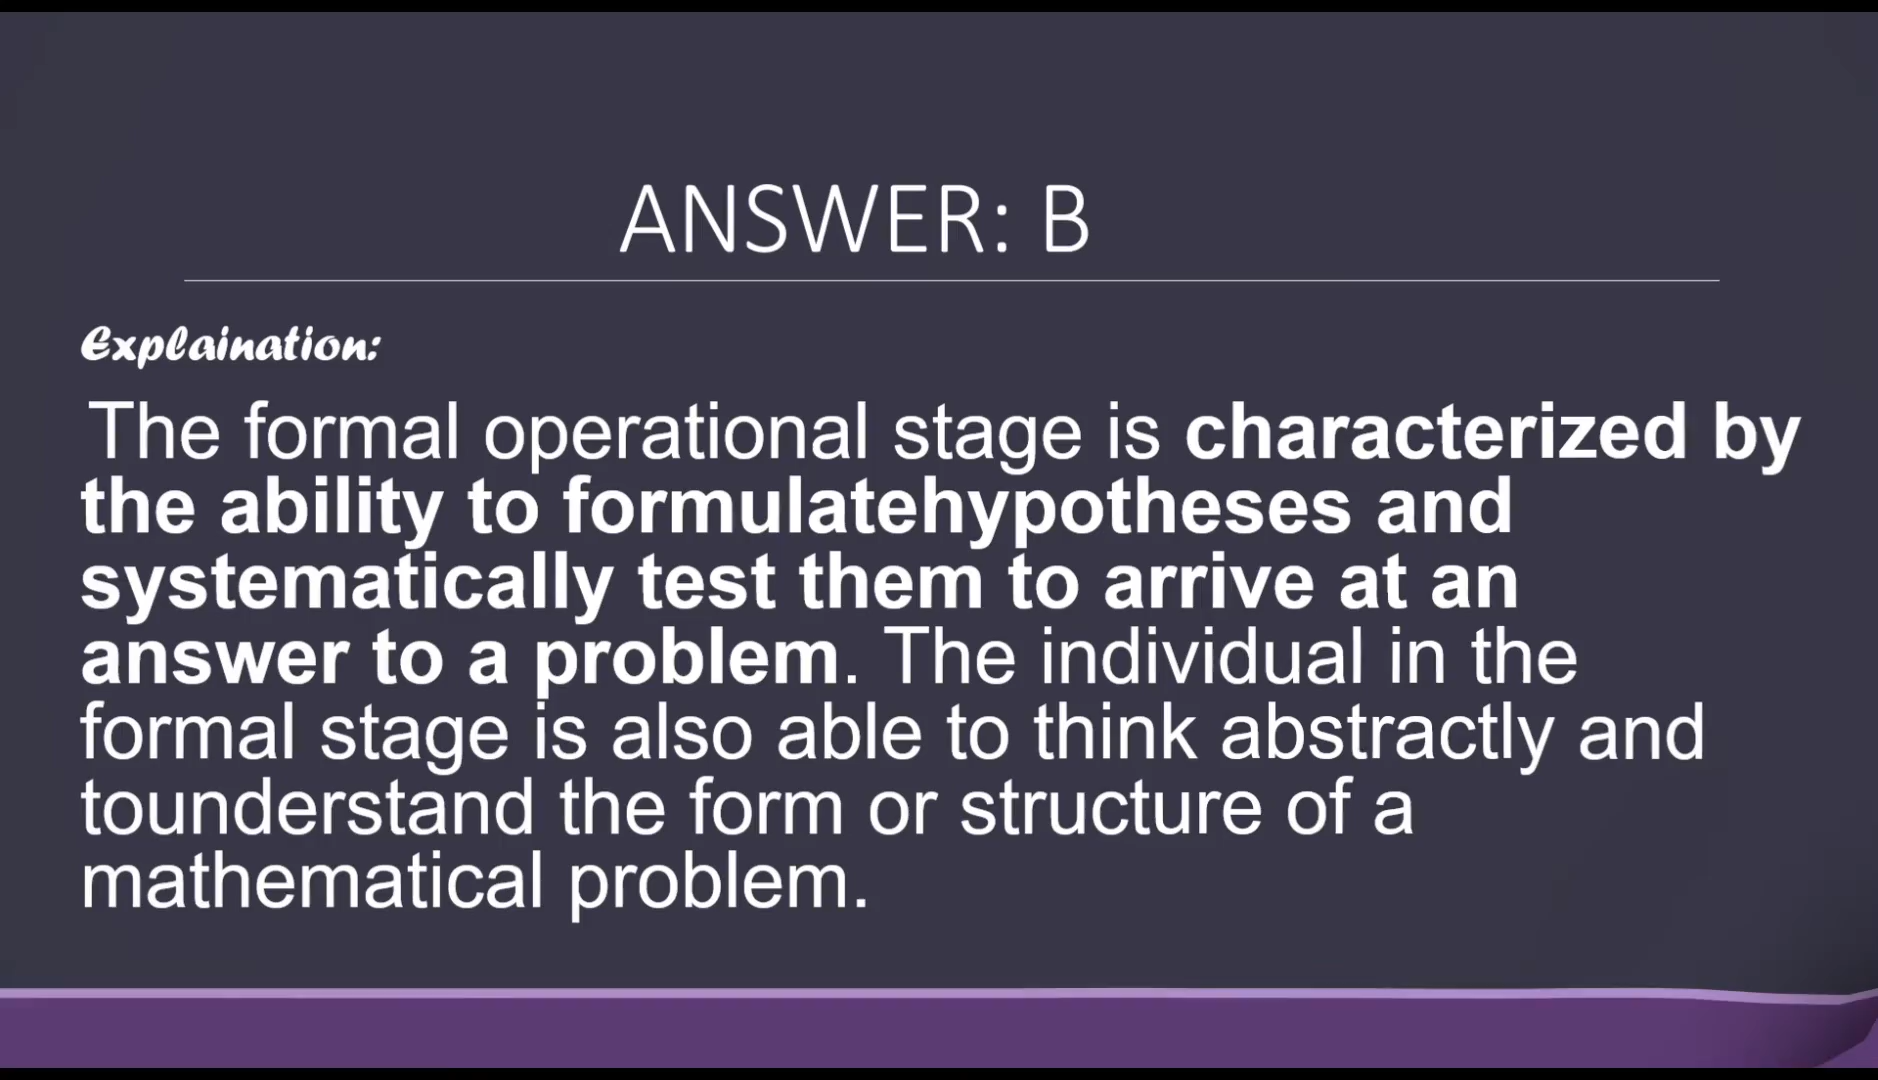 ANSWER: B
Explaination:
The formal operational stage is characterized by
the ability to formulatehypotheses and
systematically test them to arrive at an
answer to a problem. The individual in the
formal stage is also able to think abstractly and
tounderstand the form or structure of a
mathematical problem.